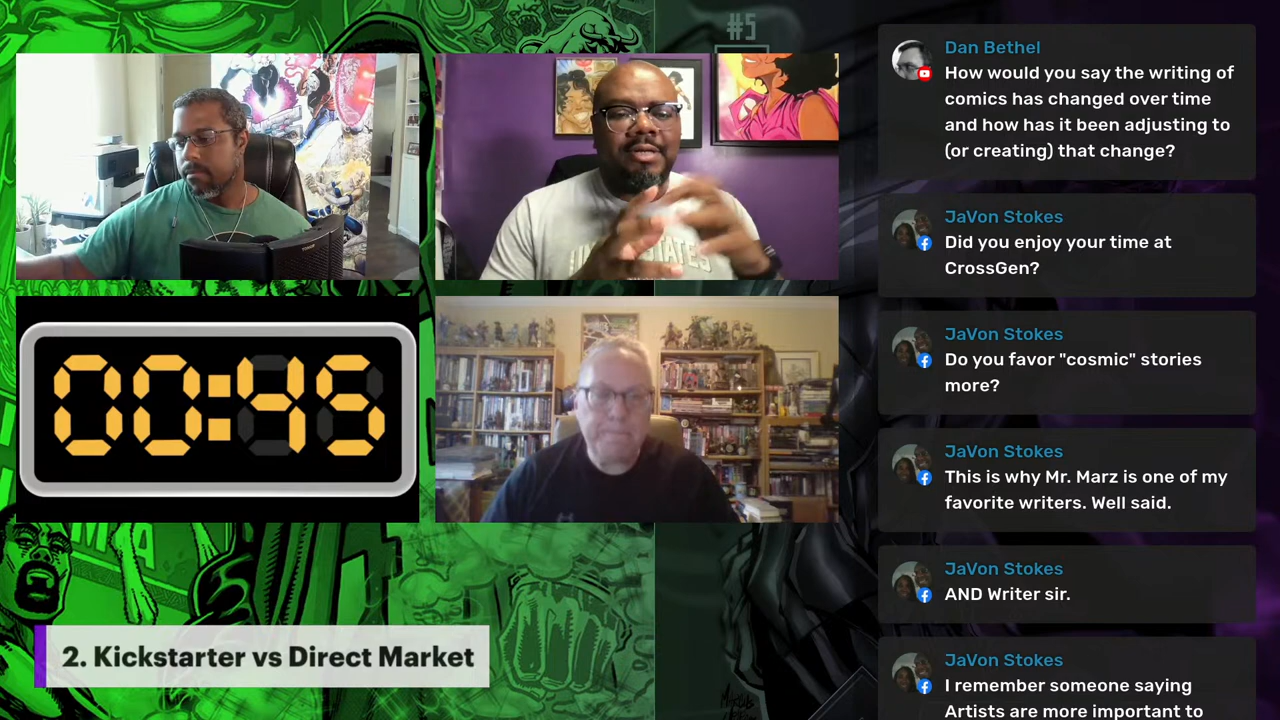 #5
00:45
2. Kickstarter vs Direct Market
Dan Bethel
How would you say the writing of
comics has changed over time
and how has it been adjusting to
(or creating) that change?
JaVon Stokes
Did you enjoy your time at
CrossGen?
JaVon Stokes
Do you favor "cosmic" stories
more?
JaVon Stokes
This is why Mr. Marz is one of my
favorite writers. Well said.
JaVon Stokes
AND Writer sir.
JaVon Stokes
I remember someone saying
Artists are more important to